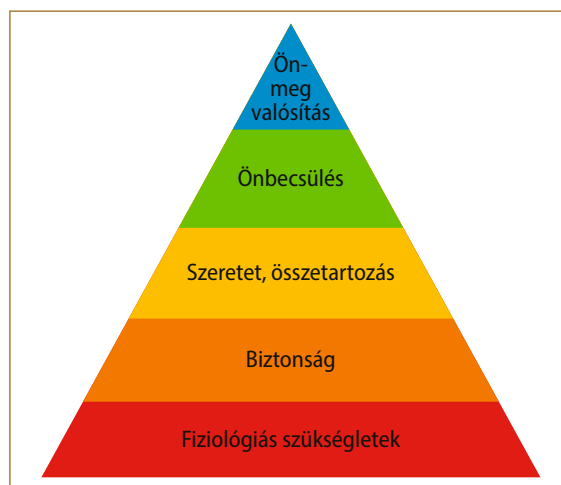 Ön-
meg
valósítás
Önbecsülés
Szeretet, összetartozás
Biztonság
Fiziológiás szükségletek